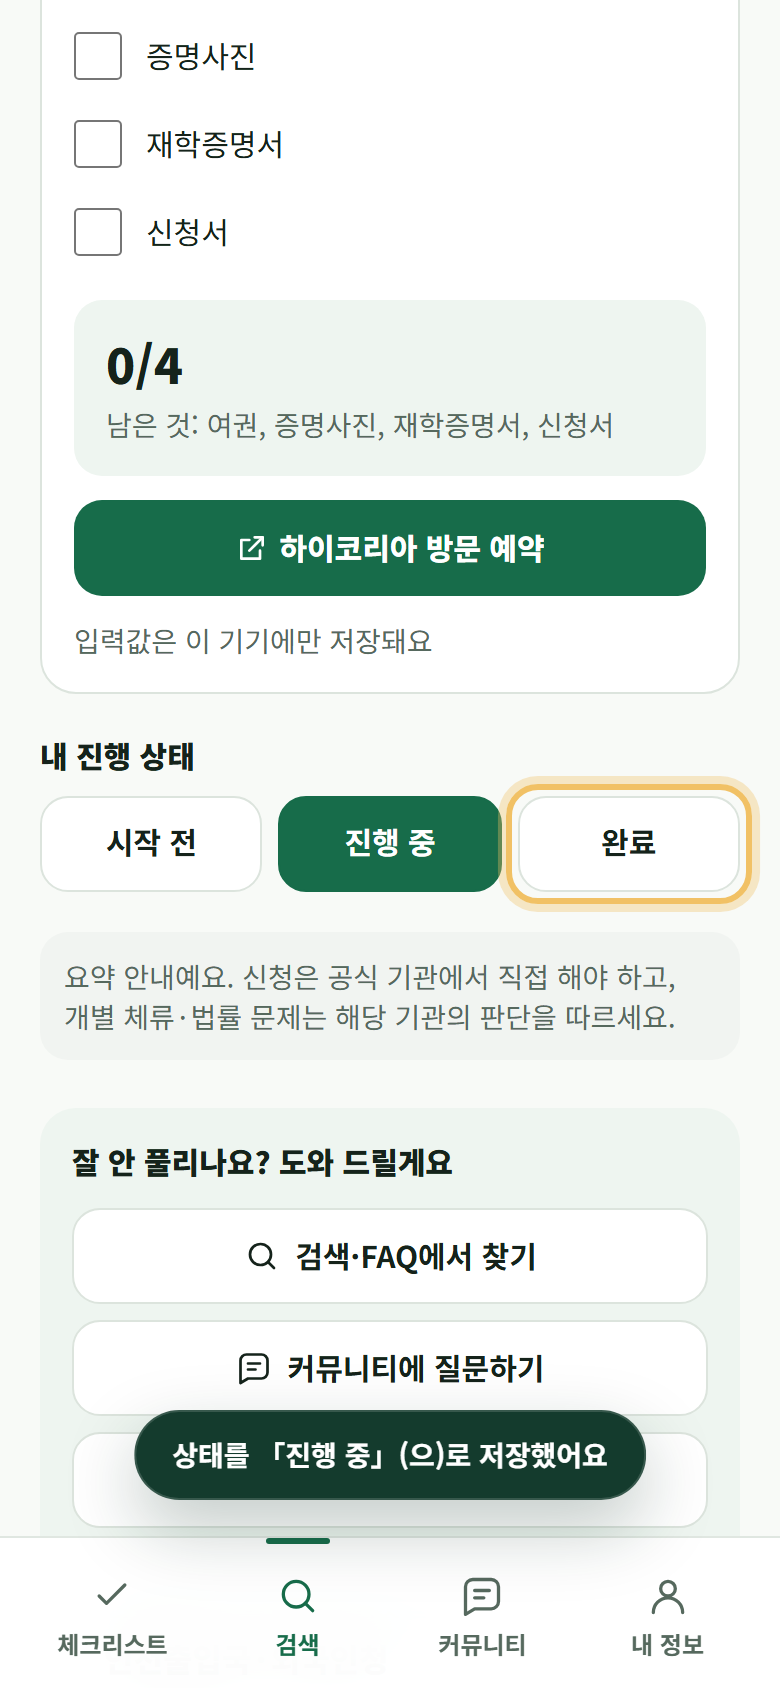 증명사진
재학증명서
신청서
0/4
남은 것: 여권, 증명사진, 재학증명서, 신청서
하이코리아 방문 예약
입력값은 이 기기에만 저장돼요
내 진행 상태
시작 전
진행 중
완료
요약 안내예요. 신청은 공식 기관에서 직접 해야 하고,
개별 체류·법률 문제는 해당 기관의 판단을 따르세요.
잘 안 풀리나요? 도와 드릴게요
검색·FAQ에서 찾기
커뮤니티에 질문하기
상태를 「진행 중」(으)로 저장했어요
체크리스트
검색
커뮤니티
내 정보